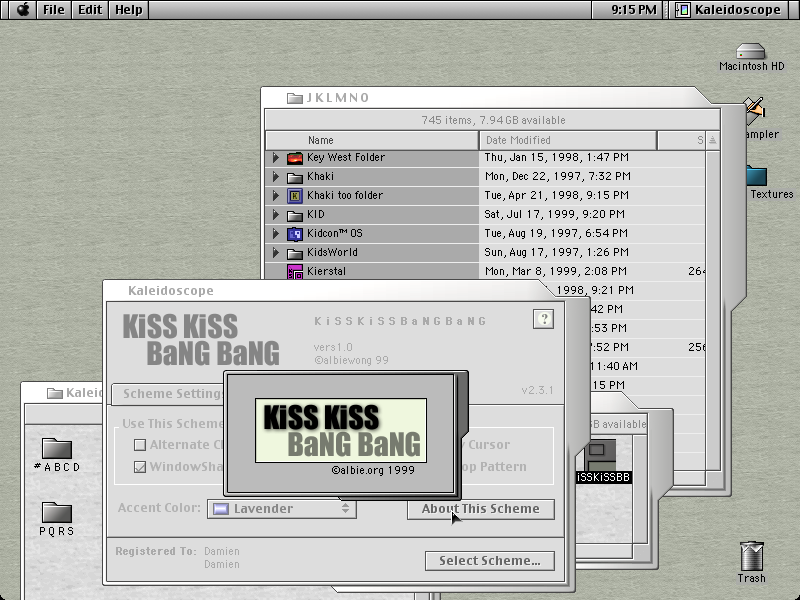 File Edit Help
9:15 PM
Kaleidoscope
Macintosh HD
ampler
Textures
JKLMNO
745 items, 7.94 GB available
Name Date Modified S
Key West Folder Thu, Jan 15, 1998, 1:47 PM
Khaki Mon, Dec 22, 1997, 7:32 PM
Khaki too folder Tue, Apr 21, 1998, 9:15 PM
KID Sat, Jul 17, 1999, 9:20 PM
Kidcon™ OS Tue, Aug 19, 1997, 6:54 PM
KidsWorld Sun, Aug 17, 1997, 1:26 PM
Kierstal Mon, Mar 8, 1999, 2:08 PM 264
1998, 9:21 PM
42 PM
:53 PM
7:52 PM 256
11:40 AM
15 PM
Kaleidoscope
KiSS KiSS
BaNG BaNG
KiSSKiSSBaNGBaNG
?
vers1.0
©albiewong 99
Scheme Settings
v2.3.1
Use This Scheme
Alternate C
WindowSha
y Cursor
op Pattern
KiSS KiSS
BaNG BaNG
©albie.org 1999
Accent Color: Lavender
About This Scheme
Registered To: Damien
Damien
Select Scheme...
Kaleid
#ABCD
PQRS
GB available
iSSKiSSBB
Trash